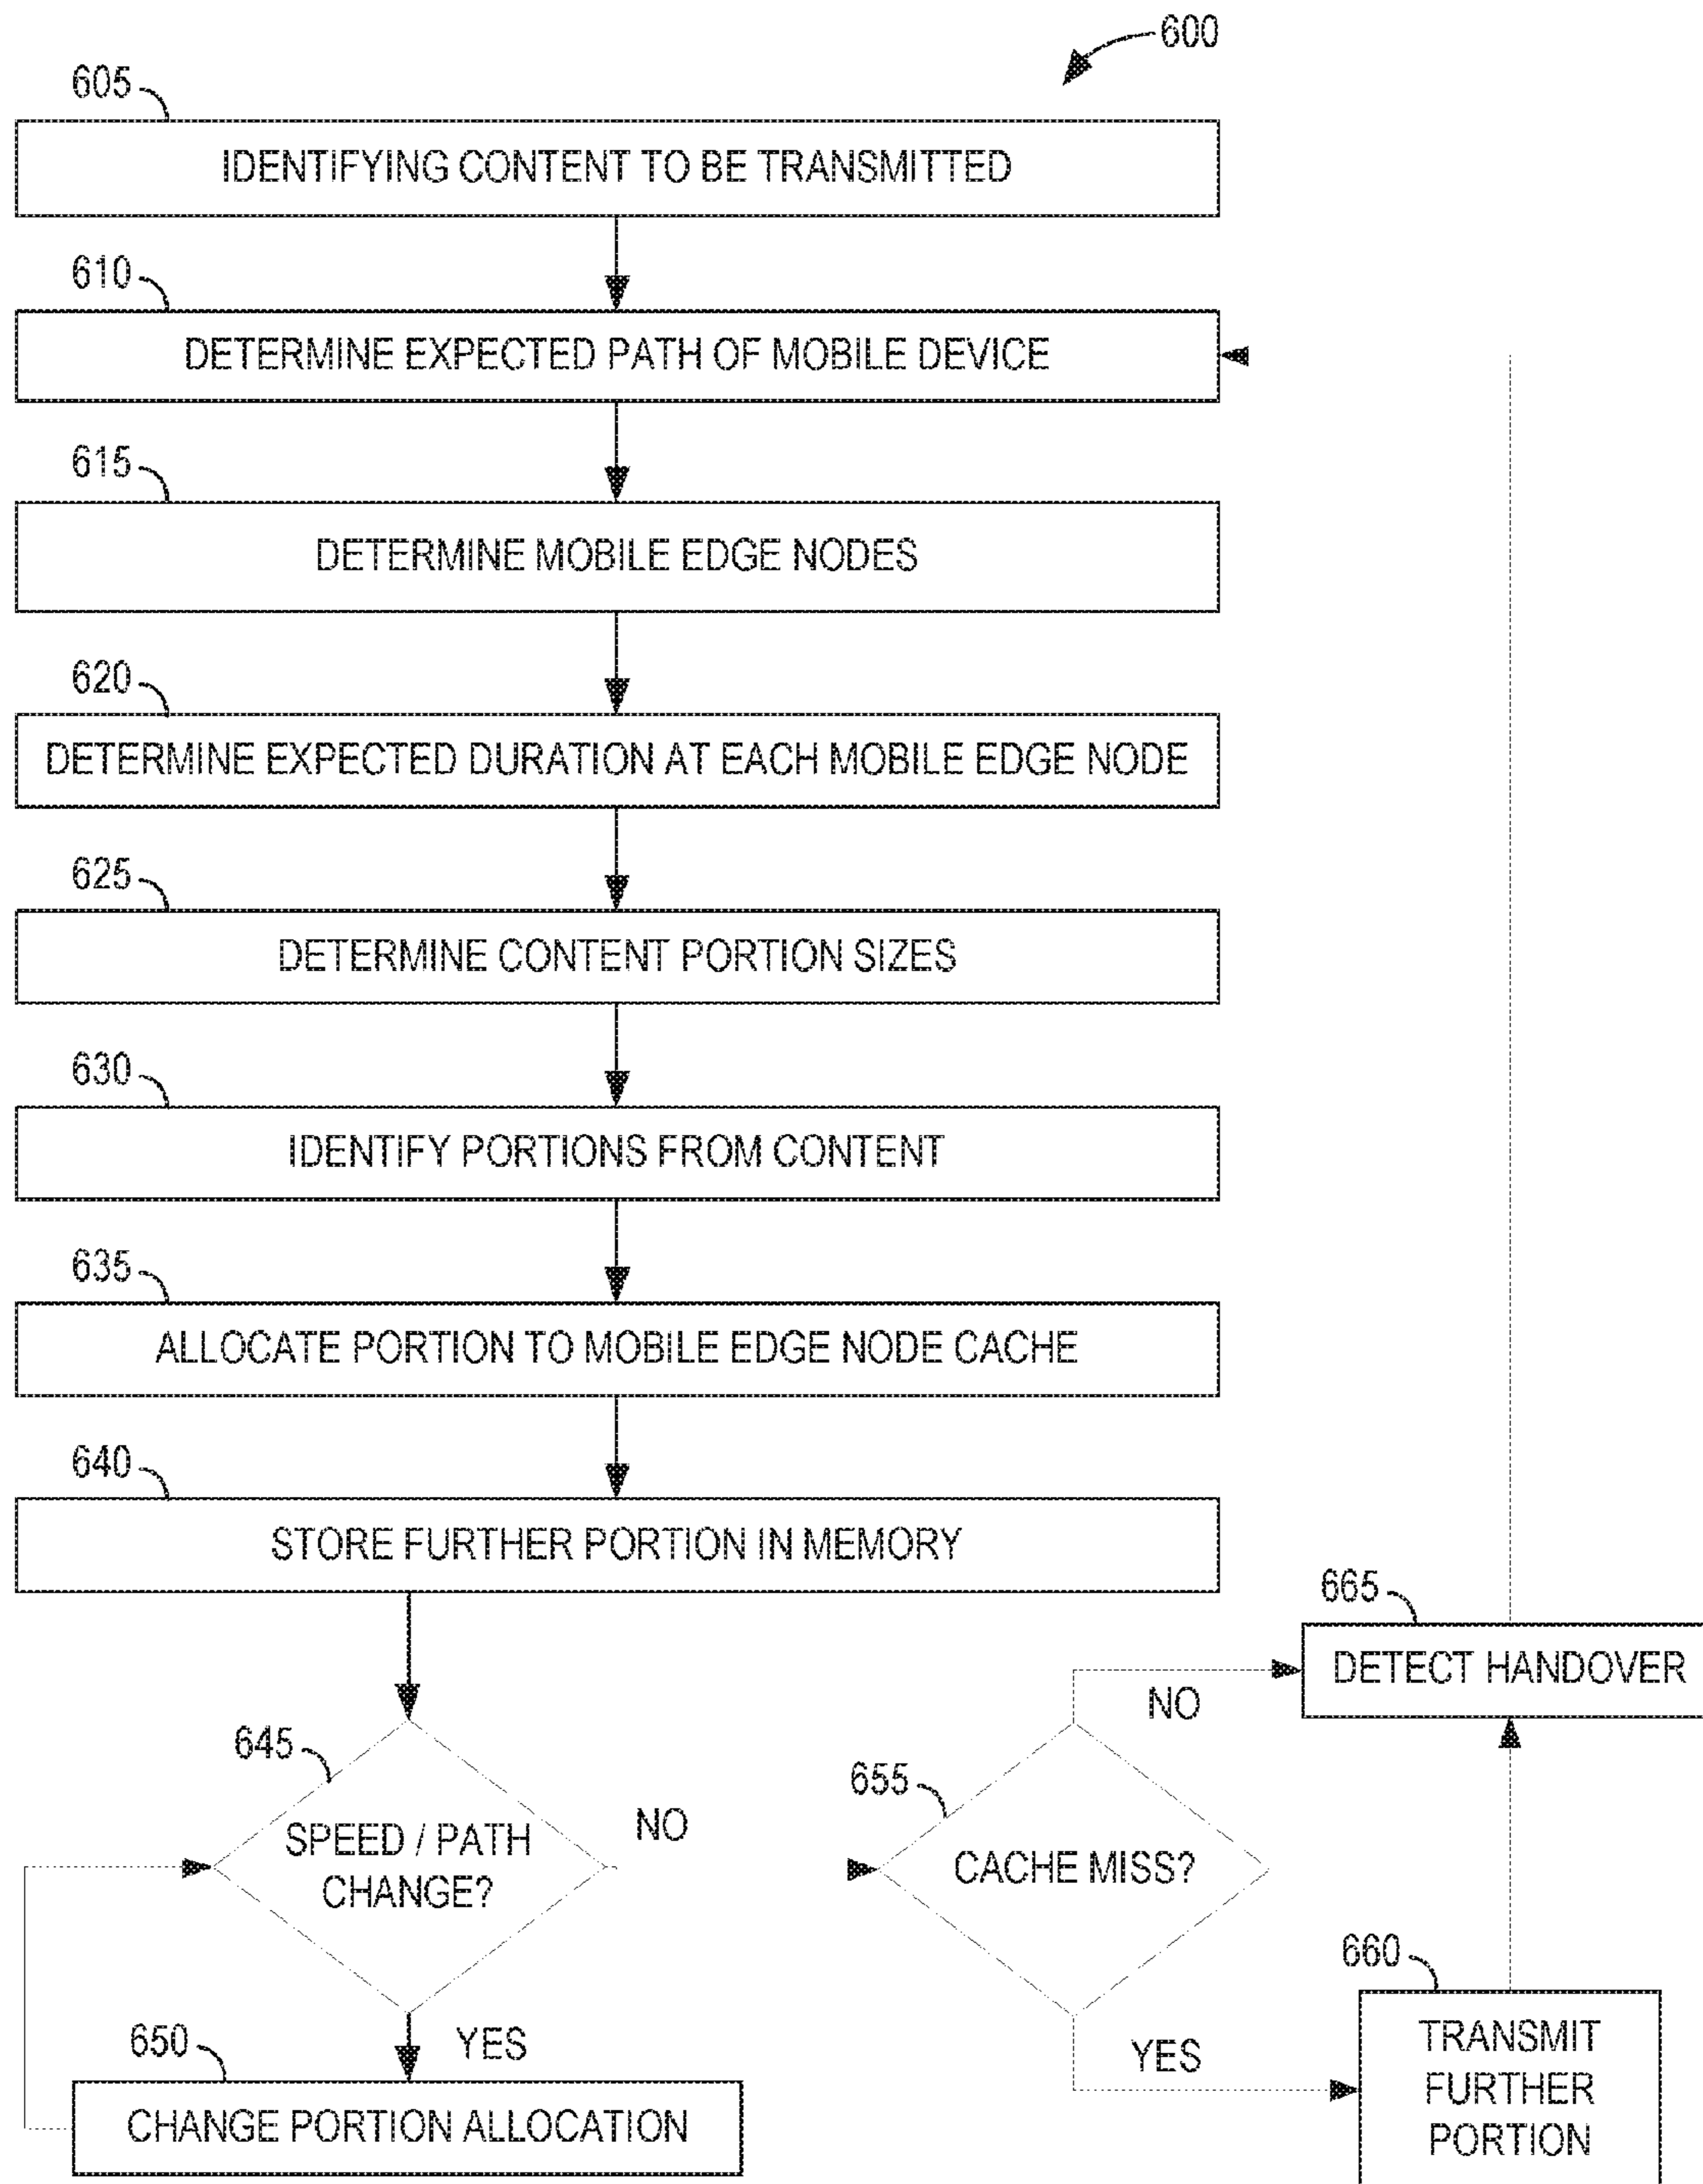 600
605
IDENTIFYING CONTENT TO BE TRANSMITTED
610
DETERMINE EXPECTED PATH OF MOBILE DEVICE
615
DETERMINE MOBILE EDGE NODES
620
DETERMINE EXPECTED DURATION AT EACH MOBILE EDGE NODE
625
DETERMINE CONTENT PORTION SIZES
630
IDENTIFY PORTIONS FROM CONTENT
635
ALLOCATE PORTION TO MOBILE EDGE NODE CACHE
640
STORE FURTHER PORTION IN MEMORY
645
SPEED / PATH
CHANGE?
NO
YES
650
CHANGE PORTION ALLOCATION
655
CACHE MISS?
NO
YES
660
TRANSMIT
FURTHER
PORTION
665
DETECT HANDOVER